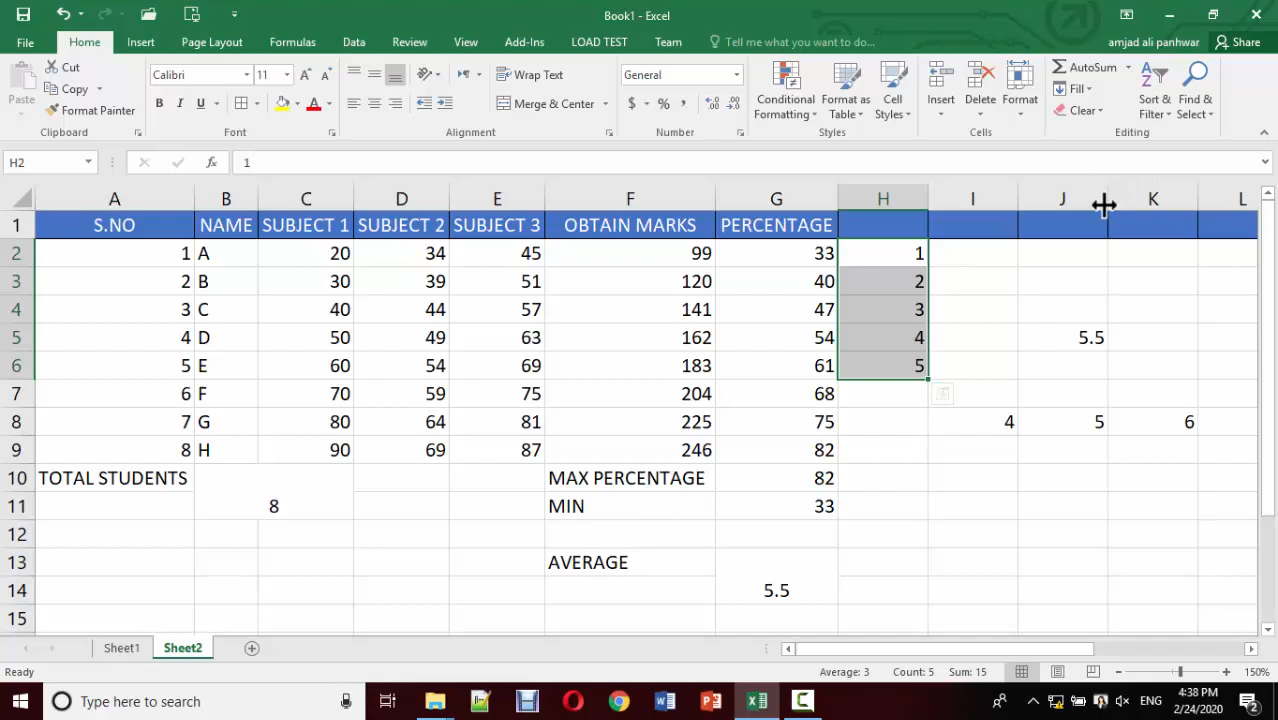 Book1 - Excel
File Home Insert Page Layout Formulas Data Review View Add-Ins LOAD TEST Team Tell me what you want to do... amjad ali panhwar Share
Paste
Cut
Copy
Format Painter
Clipboard
Calibri 11
B I U A
Font
Wrap Text
Merge & Center
Alignment
General
$ % ,
Number
Conditional Formatting
Format as Table
Cell Styles
Styles
Insert Delete Format
Cells
AutoSum
Fill
Clear
Sort & Filter
Find & Select
Editing
H2 fx 1
A B C D E F G H I J K L
1 S.NO NAME SUBJECT 1 SUBJECT 2 SUBJECT 3 OBTAIN MARKS PERCENTAGE
2 1 A 20 34 45 99 33 1
3 2 B 30 39 51 120 40 2
4 3 C 40 44 57 141 47 3
5 4 D 50 49 63 162 54 4 5.5
6 5 E 60 54 69 183 61 5
7 6 F 70 59 75 204 68
8 7 G 80 64 81 225 75 4 5 6
9 8 H 90 69 87 246 82
10 TOTAL STUDENTS MAX PERCENTAGE 82
11 8 MIN 33
12
13 AVERAGE
14 5.5
15
Sheet1 Sheet2
Ready Average: 3 Count: 5 Sum: 15 150%
Type here to search ENG 4:38 PM
2/24/2020 2